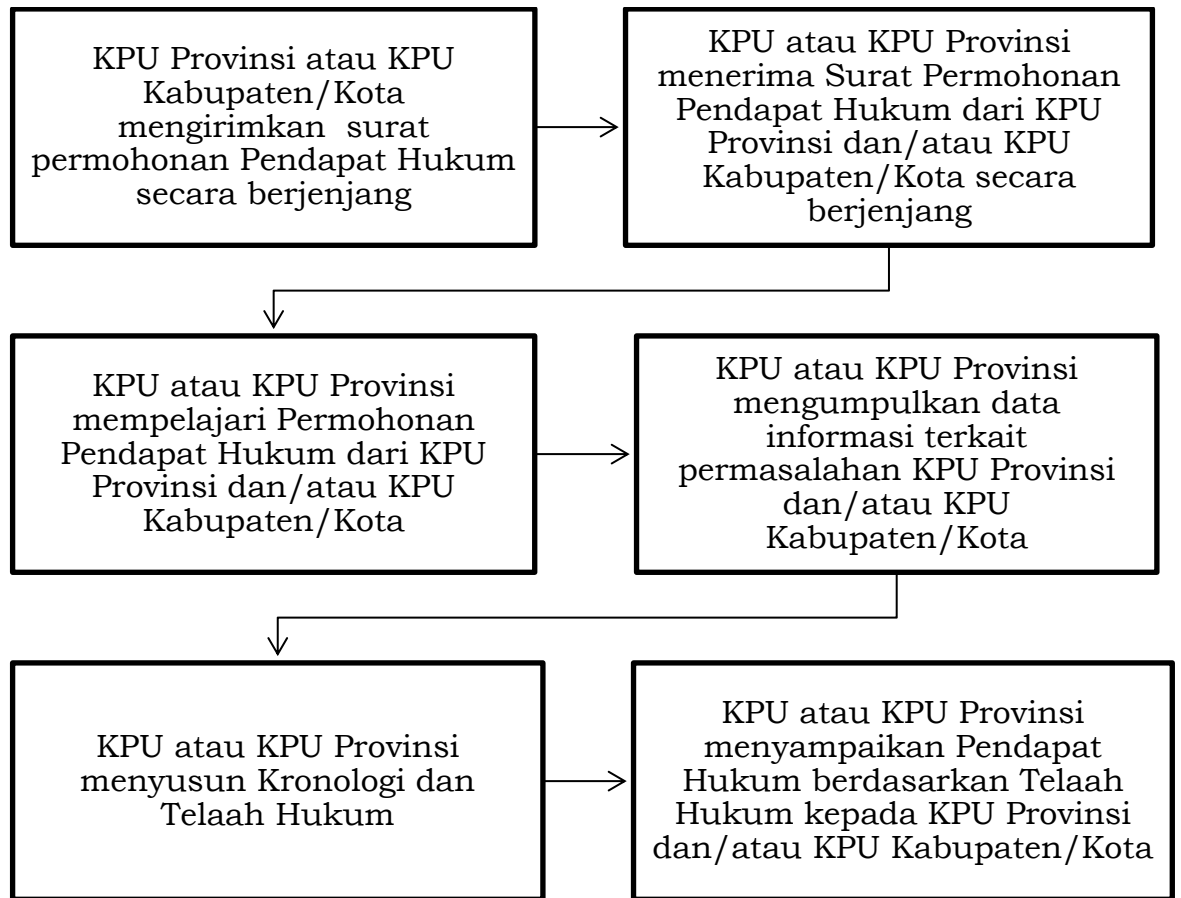 KPU Provinsi atau KPU
Kabupaten/Kota
mengirimkan surat
permohonan Pendapat Hukum
secara berjenjang
KPU atau KPU Provinsi
menerima Surat Permohonan
Pendapat Hukum dari KPU
Provinsi dan/atau KPU
Kabupaten/Kota secara
berjenjang
KPU atau KPU Provinsi
mempelajari Permohonan
Pendapat Hukum dari KPU
Provinsi dan/atau KPU
Kabupaten/Kota
KPU atau KPU Provinsi
mengumpulkan data
informasi terkait
permasalahan KPU Provinsi
dan/atau KPU
Kabupaten/Kota
KPU atau KPU Provinsi
menyusun Kronologi dan
Telaah Hukum
KPU atau KPU Provinsi
menyampaikan Pendapat
Hukum berdasarkan Telaah
Hukum kepada KPU Provinsi
dan/atau KPU Kabupaten/Kota